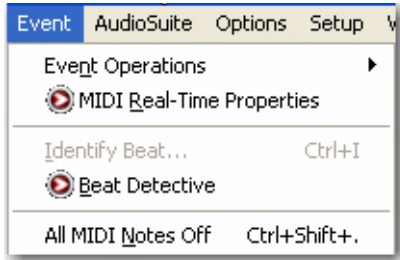 Event AudioSuite Options Setup
Event Operations
MIDI Real-Time Properties
Identify Beat... Ctrl+I
Beat Detective
All MIDI Notes Off Ctrl+Shift+.